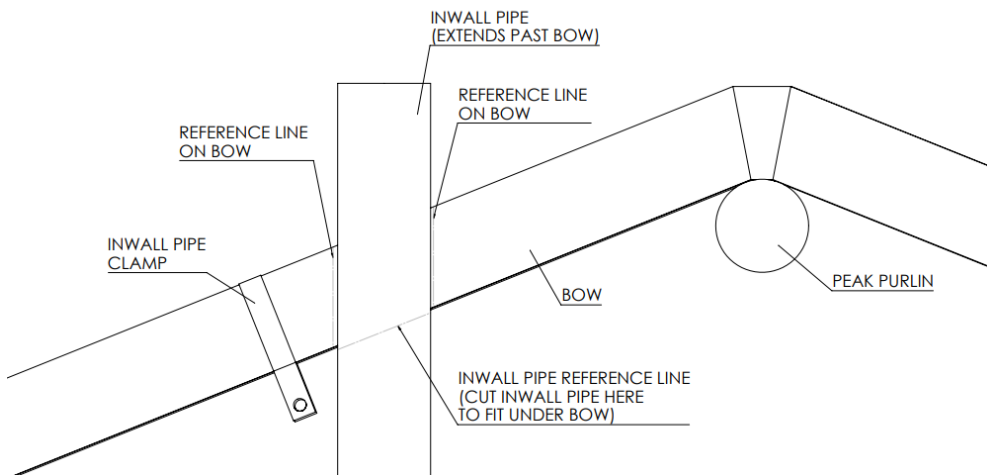 INWALL PIPE
(EXTENDS PAST BOW)
REFERENCE LINE
ON BOW
REFERENCE LINE
ON BOW
INWALL PIPE
CLAMP
BOW
PEAK PURLIN
INWALL PIPE REFERENCE LINE
(CUT INWALL PIPE HERE
TO FIT UNDER BOW)